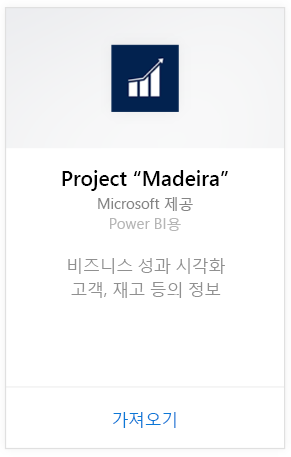 Project “Madeira”
Microsoft 제공
Power BI용
비즈니스 성과 시각화
고객, 재고 등의 정보
가져오기